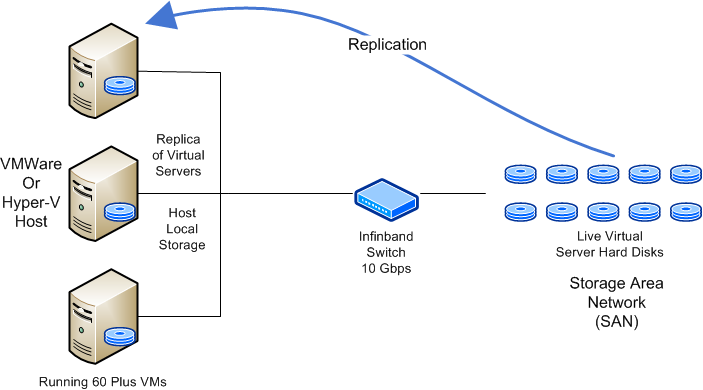 Replication
Replica
of Virtual
Servers
VMWare
Or
Hyper-V
Host
Host
Local
Storage
Infinband
Switch
10 Gbps
Live Virtual
Server Hard Disks
Storage Area
Network
(SAN)
Running 60 Plus VMs